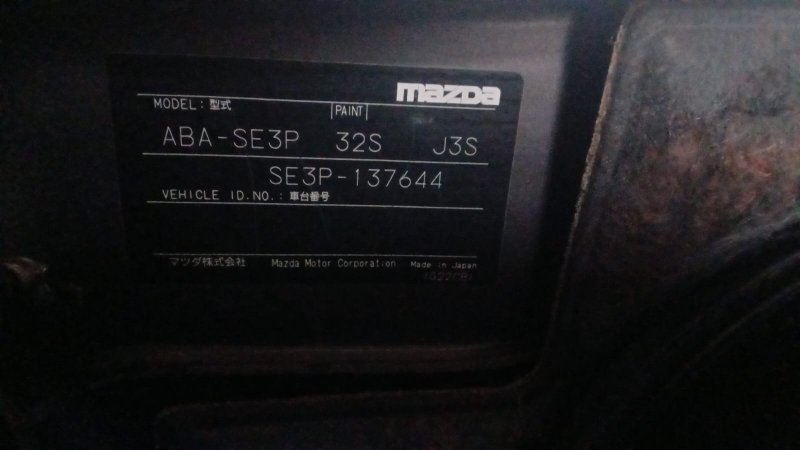 mazda
MODEL: 型式 PAINT
ABA-SE3P 32S J3S
SE3P-137644
VEHICLE ID.NO.: 車台番号
マツダ株式会社 Mazda Motor Corporation Made in Japan